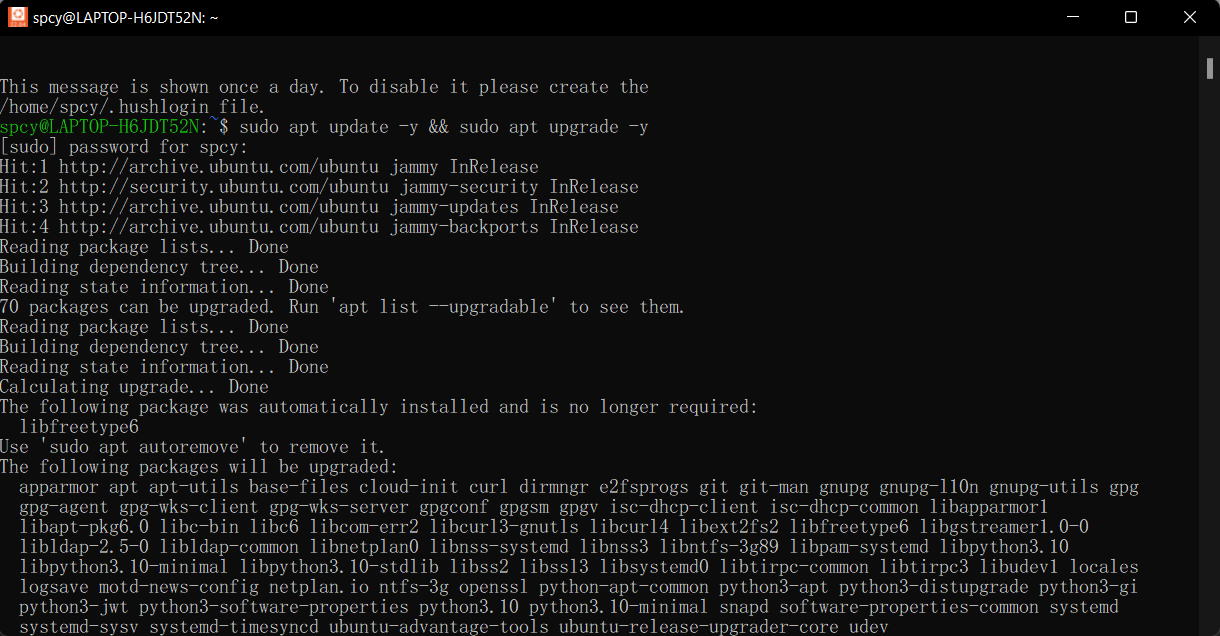 spcy@LAPTOP-H6JDT52N: ~
This message is shown once a day. To disable it please create the
/home/spcy/.hushlogin file.
spcy@LAPTOP-H6JDT52N:~$ sudo apt update -y && sudo apt upgrade -y
[sudo] password for spcy:
Hit:1 http://archive.ubuntu.com/ubuntu jammy InRelease
Hit:2 http://security.ubuntu.com/ubuntu jammy-security InRelease
Hit:3 http://archive.ubuntu.com/ubuntu jammy-updates InRelease
Hit:4 http://archive.ubuntu.com/ubuntu jammy-backports InRelease
Reading package lists... Done
Building dependency tree... Done
Reading state information... Done
70 packages can be upgraded. Run 'apt list --upgradable' to see them.
Reading package lists... Done
Building dependency tree... Done
Reading state information... Done
Calculating upgrade... Done
The following package was automatically installed and is no longer required:
  libfreetype6
Use 'sudo apt autoremove' to remove it.
The following packages will be upgraded:
  apparmor apt apt-utils base-files cloud-init curl dirmngr e2fsprogs git git-man gnupg gnupg-l10n gnupg-utils gpg
  gpg-agent gpg-wks-client gpg-wks-server gpgconf gpgsm gpgv isc-dhcp-client isc-dhcp-common libapparmor1
  libapt-pkg6.0 libc-bin libc6 libcom-err2 libcurl3-gnutls libcurl4 libext2fs2 libfreetype6 libgstreamer1.0-0
  libldap-2.5-0 libldap-common libnetplan0 libnss-systemd libnss3 libntfs-3g89 libpam-systemd libpython3.10
  libpython3.10-minimal libpython3.10-stdlib libss2 libssl3 libsystemd0 libtirpc-common libtirpc3 libudev1 locales
  logsave motd-news-config netplan.io ntfs-3g openssl python-apt-common python3-apt python3-distupgrade python3-gi
  python3-jwt python3-software-properties python3.10 python3.10-minimal snapd software-properties-common systemd
  systemd-sysv systemd-timesyncd ubuntu-advantage-tools ubuntu-release-upgrader-core udev